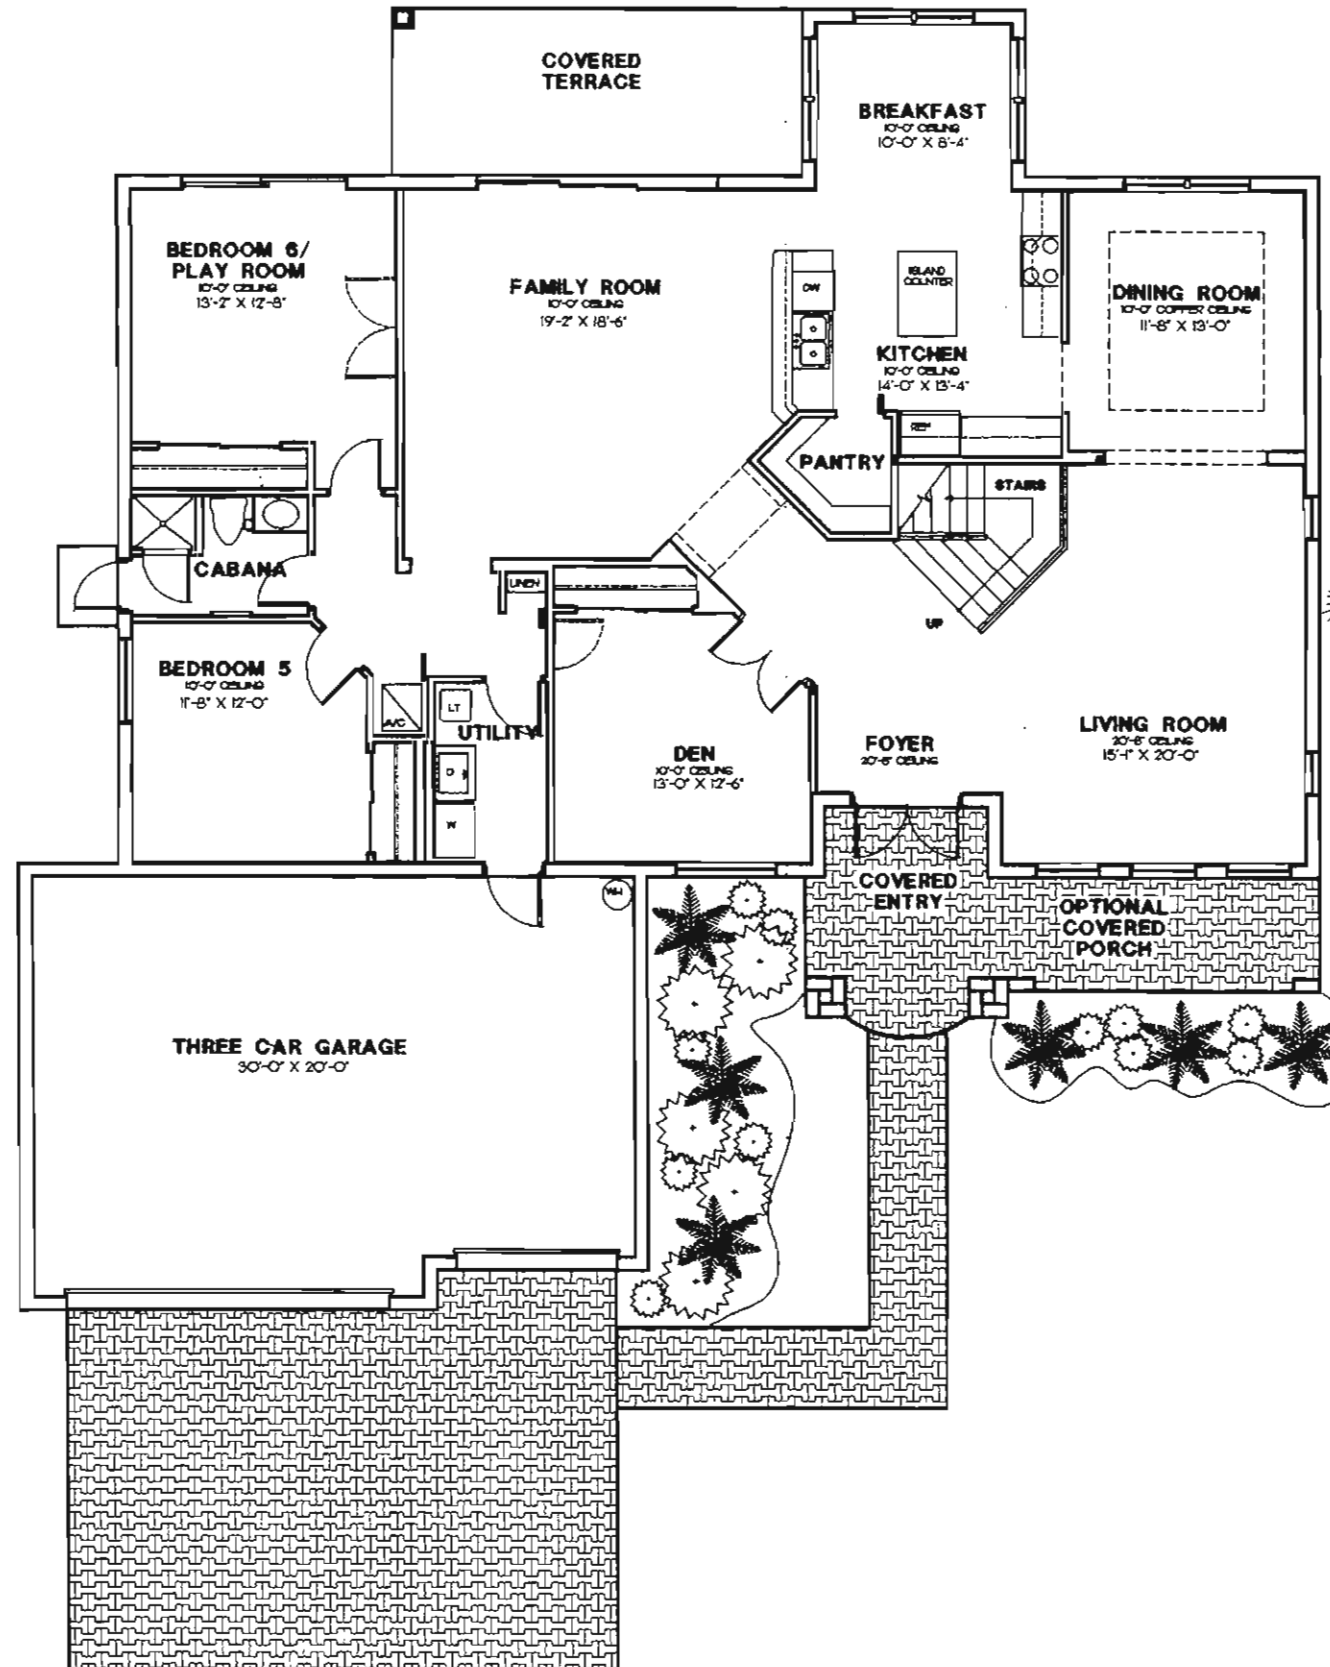 COVERED
TERRACE
BREAKFAST
10'-0" CEILING
10'-0" X 8'-4"
BEDROOM 6/
PLAY ROOM
10'-0" CEILING
13'-2" X 12'-8"
FAMILY ROOM
10'-0" CEILING
19'-2" X 18'-6"
DW
ISLAND
COUNTER
KITCHEN
10'-0" CEILING
14'-0" X 13'-4"
DINING ROOM
10'-0" COFFER CEILING
11'-8" X 13'-0"
REF
PANTRY
STAIRS
UP
CABANA
LINEN
BEDROOM 5
10'-0" CEILING
11'-8" X 12'-0"
A/C
LT
UTILITY
D
W
DEN
10'-0" CEILING
13'-0" X 12'-6"
FOYER
20'-8" CEILING
LIVING ROOM
20'-8" CEILING
15'-1" X 20'-0"
WH
COVERED
ENTRY
OPTIONAL
COVERED
PORCH
THREE CAR GARAGE
30'-0" X 20'-0"